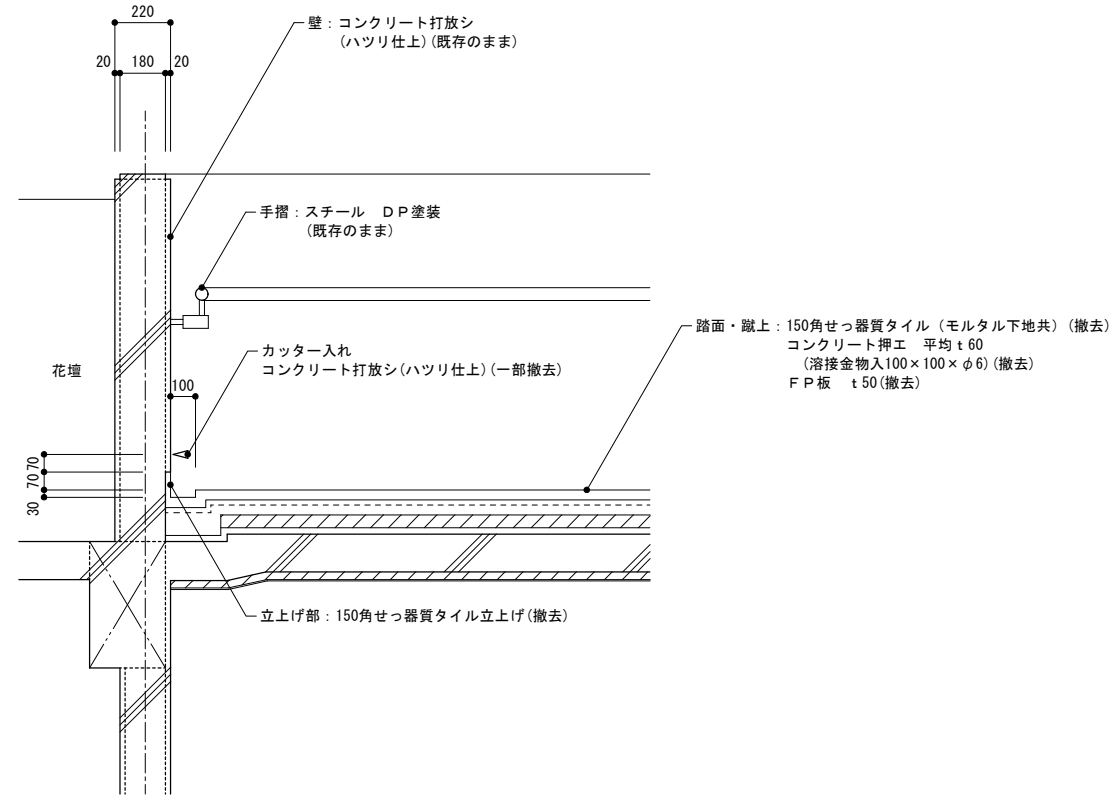 220
20 180 20
壁：コンクリート打放シ
(ハツリ仕上)(既存のまま)
手摺：スチール　ＤＰ塗装
(既存のまま)
踏面・蹴上：150角せっ器質タイル（モルタル下地共）(撤去)
コンクリート押エ　平均ｔ60
（溶接金物入100×100×φ6)(撤去)
ＦＰ板　ｔ50(撤去)
カッター入れ
コンクリート打放シ(ハツリ仕上)(一部撤去)
花壇
100
70
70
30
立上げ部：150角せっ器質タイル立上げ(撤去)